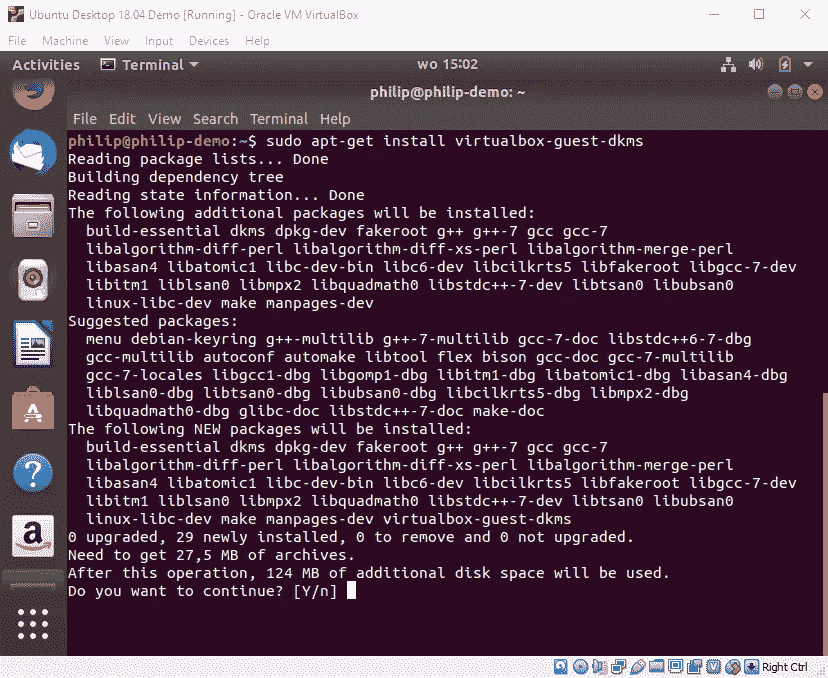 Ubuntu Desktop 18.04 Demo [Running] - Oracle VM VirtualBox
File Machine View Input Devices Help
Activities Terminal wo 15:02
philip@philip-demo: ~
File Edit View Search Terminal Help
philip@philip-demo:~$ sudo apt-get install virtualbox-guest-dkms
Reading package lists... Done
Building dependency tree
Reading state information... Done
The following additional packages will be installed:
build-essential dkms dpkg-dev fakeroot g++ g++-7 gcc gcc-7
libalgorithm-diff-perl libalgorithm-diff-xs-perl libalgorithm-merge-perl
libasan4 libatomic1 libc-dev-bin libc6-dev libcilkrts5 libfakeroot libgcc-7-dev
libitm1 liblsan0 libmpx2 libquadmath0 libstdc++-7-dev libtsan0 libubsan0
linux-libc-dev make manpages-dev
Suggested packages:
menu debian-keyring g++-multilib g++-7-multilib gcc-7-doc libstdc++6-7-dbg
gcc-multilib autoconf automake libtool flex bison gcc-doc gcc-7-multilib
gcc-7-locales libgcc1-dbg libgomp1-dbg libitm1-dbg libatomic1-dbg libasan4-dbg
liblsan0-dbg libtsan0-dbg libubsan0-dbg libcilkrts5-dbg libmpx2-dbg
libquadmath0-dbg glibc-doc libstdc++-7-doc make-doc
The following NEW packages will be installed:
build-essential dkms dpkg-dev fakeroot g++ g++-7 gcc gcc-7
libalgorithm-diff-perl libalgorithm-diff-xs-perl libalgorithm-merge-perl
libasan4 libatomic1 libc-dev-bin libc6-dev libcilkrts5 libfakeroot libgcc-7-dev
libitm1 liblsan0 libmpx2 libquadmath0 libstdc++-7-dev libtsan0 libubsan0
linux-libc-dev make manpages-dev virtualbox-guest-dkms
0 upgraded, 29 newly installed, 0 to remove and 0 not upgraded.
Need to get 27,5 MB of archives.
After this operation, 124 MB of additional disk space will be used.
Do you want to continue? [Y/n]
Right Ctrl